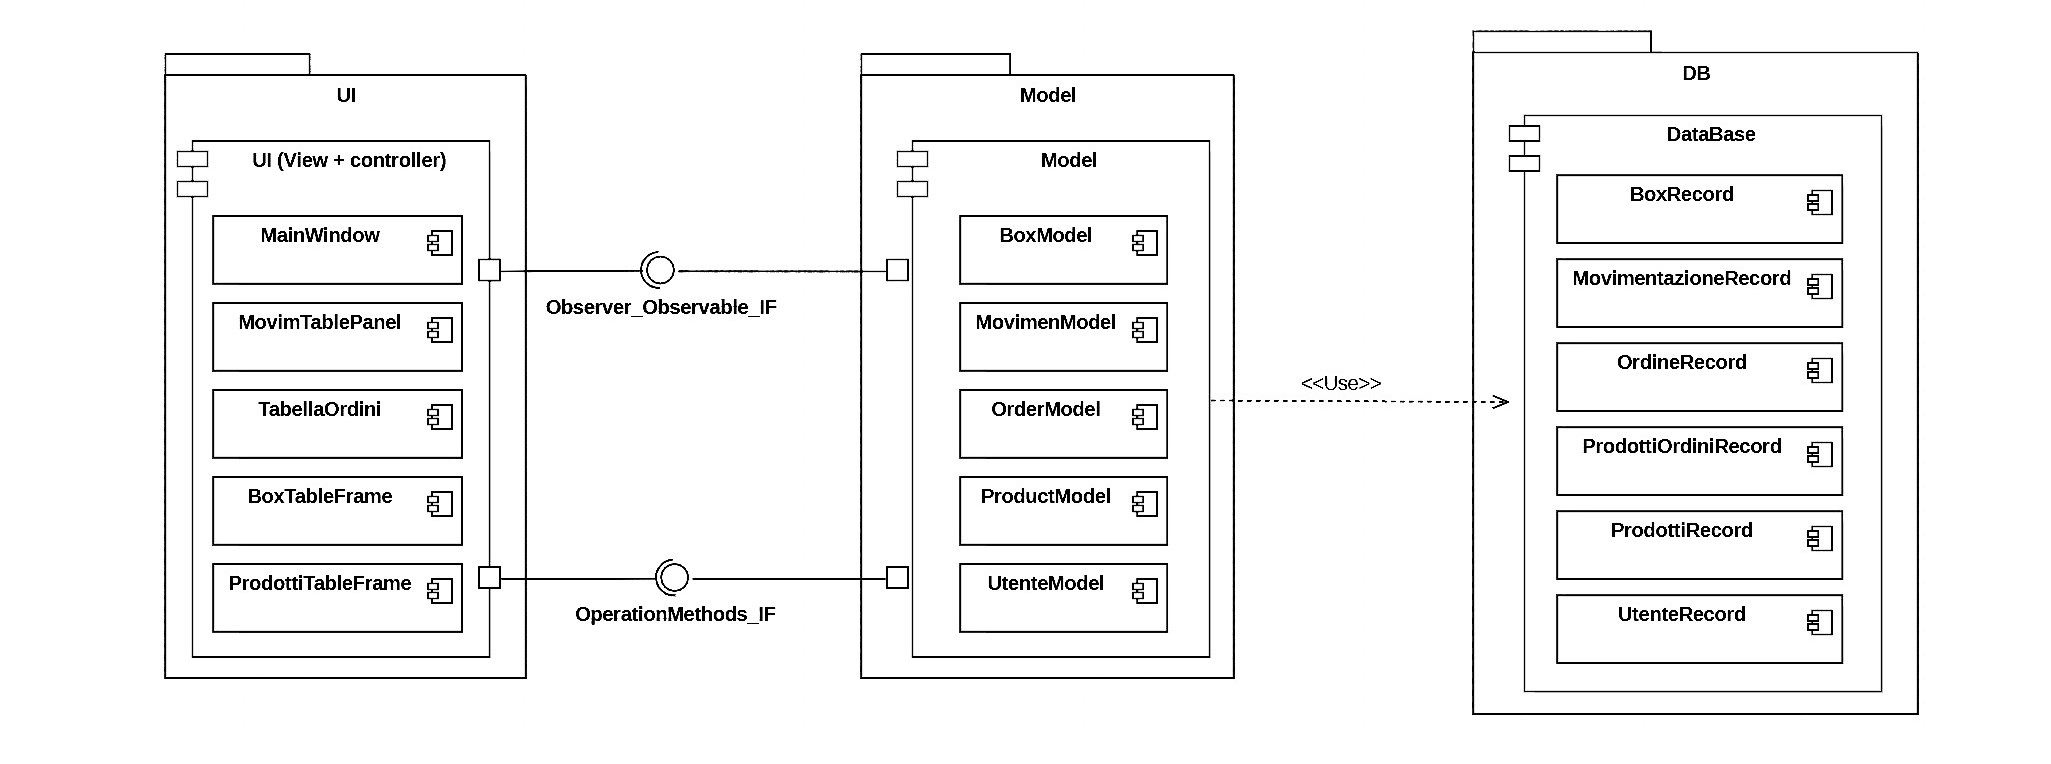 UI
UI (View + controller)
MainWindow
MovimTablePanel
TabellaOrdini
BoxTableFrame
ProdottiTableFrame
Observer_Observable_IF
OperationMethods_IF
Model
Model
BoxModel
MovimenModel
OrderModel
ProductModel
UtenteModel
<<Use>>
DB
DataBase
BoxRecord
MovimentazioneRecord
OrdineRecord
ProdottiOrdiniRecord
ProdottiRecord
UtenteRecord